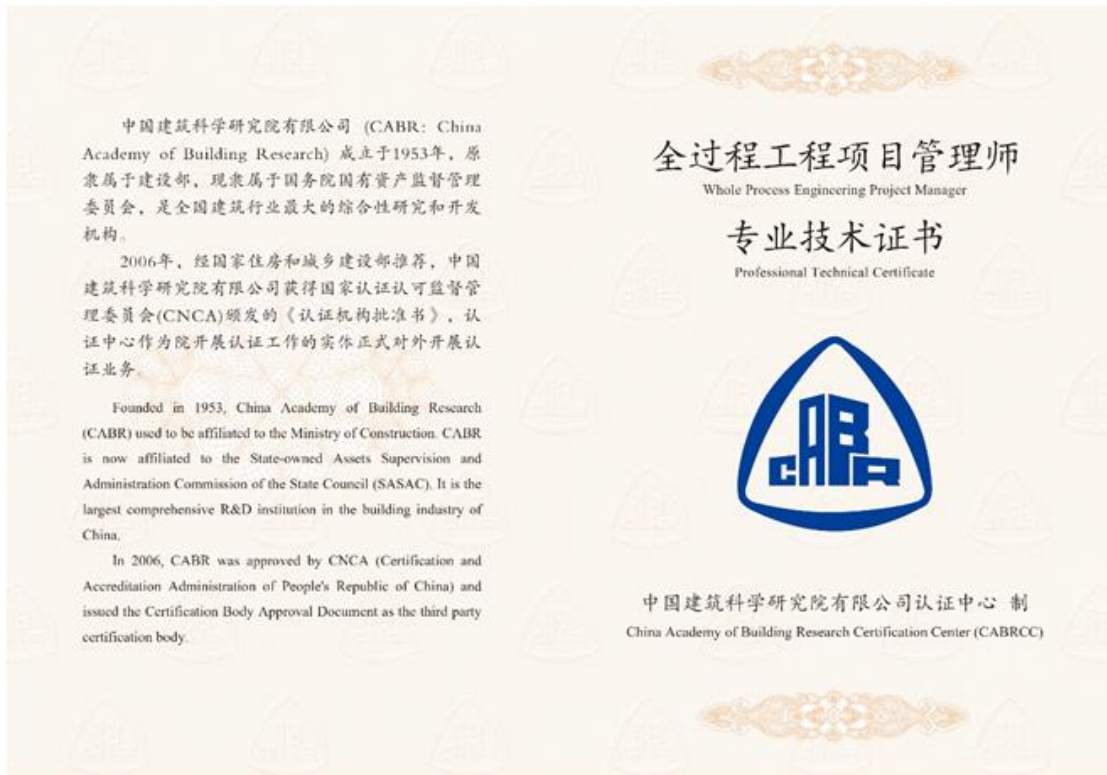 中国建筑科学研究院有限公司 (CABR: China
Academy of Building Research) 成立于1953年，原
隶属于建设部，现隶属于国务院国有资产监督管理
委员会，是全国建筑行业最大的综合性研究和开发
机构。
2006年，经国家住房和城乡建设部推荐，中国
建筑科学研究院有限公司获得国家认证认可监督管
理委员会(CNCA)颁发的《认证机构批准书》，认
证中心作为院开展认证工作的实体正式对外开展认
证业务。
Founded in 1953, China Academy of Building Research
(CABR) used to be affiliated to the Ministry of Construction. CABR
is now affiliated to the State-owned Assets Supervision and
Administration Commission of the State Council (SASAC). It is the
largest comprehensive R&D institution in the building industry of
China.
In 2006, CABR was approved by CNCA (Certification and
Accreditation Administration of People's Republic of China) and
issued the Certification Body Approval Document as the third party
certification body.
全过程工程项目管理师
Whole Process Engineering Project Manager
专业技术证书
Professional Technical Certificate
CABR
中国建筑科学研究院有限公司认证中心 制
China Academy of Building Research Certification Center (CABRCC)